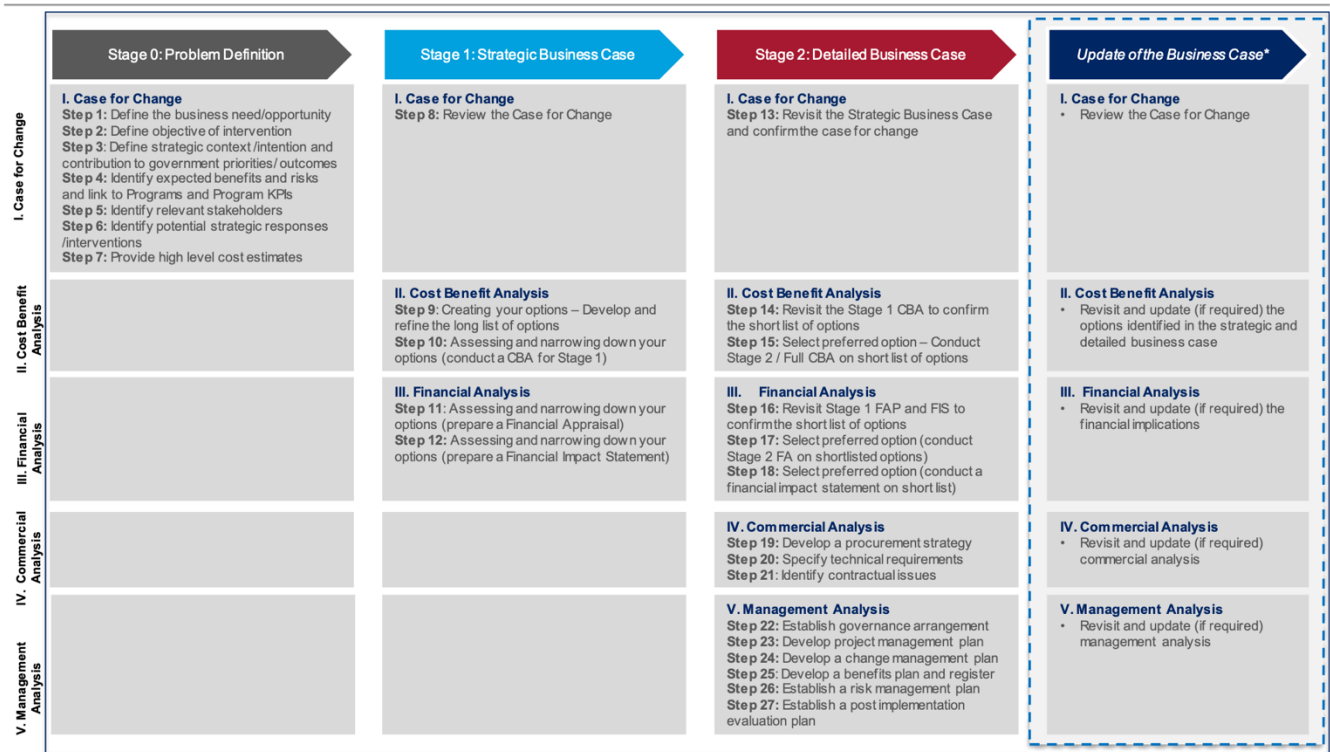 Stage 0: Problem Definition
Stage 1: Strategic Business Case
Stage 2: Detailed Business Case
Update of the Business Case*
I. Case for Change
I. Case for Change
Step 1: Define the business need/opportunity
Step 2: Define objective of intervention
Step 3: Define strategic context /intention and
contribution to government priorities/ outcomes
Step 4: Identify expected benefits and risks
and link to Programs and Program KPIs
Step 5: Identify relevant stakeholders
Step 6: Identify potential strategic responses
/interventions
Step 7: Provide high level cost estimates
I. Case for Change
Step 8: Review the Case for Change
I. Case for Change
Step 13: Revisit the Strategic Business Case
and confirm the case for change
I. Case for Change
• Review the Case for Change
II. Cost Benefit
Analysis
II. Cost Benefit Analysis
Step 9: Creating your options – Develop and
refine the long list of options
Step 10: Assessing and narrowing down your
options (conduct a CBA for Stage 1)
II. Cost Benefit Analysis
Step 14: Revisit the Stage 1 CBA to confirm
the short list of options
Step 15: Select preferred option – Conduct
Stage 2 / Full CBA on short list of options
II. Cost Benefit Analysis
• Revisit and update (if required) the
options identified in the strategic and
detailed business case
III. Financial
Analysis
III. Financial Analysis
Step 11: Assessing and narrowing down your
options (prepare a Financial Appraisal)
Step 12: Assessing and narrowing down your
options (prepare a Financial Impact Statement)
III. Financial Analysis
Step 16: Revisit Stage 1 FAP and FIS to
confirm the short list of options
Step 17: Select preferred option (conduct
Stage 2 FA on shortlisted options)
Step 18: Select preferred option (conduct a
financial impact statement on short list)
III. Financial Analysis
• Revisit and update (if required) the
financial implications
IV. Commercial
Analysis
IV. Commercial Analysis
Step 19: Develop a procurement strategy
Step 20: Specify technical requirements
Step 21: Identify contractual issues
IV. Commercial Analysis
• Revisit and update (if required)
commercial analysis
V. Management
Analysis
V. Management Analysis
Step 22: Establish governance arrangement
Step 23: Develop project management plan
Step 24: Develop a change management plan
Step 25: Develop a benefits plan and register
Step 26: Establish a risk management plan
Step 27: Establish a post implementation
evaluation plan
V. Management Analysis
• Revisit and update (if required)
management analysis